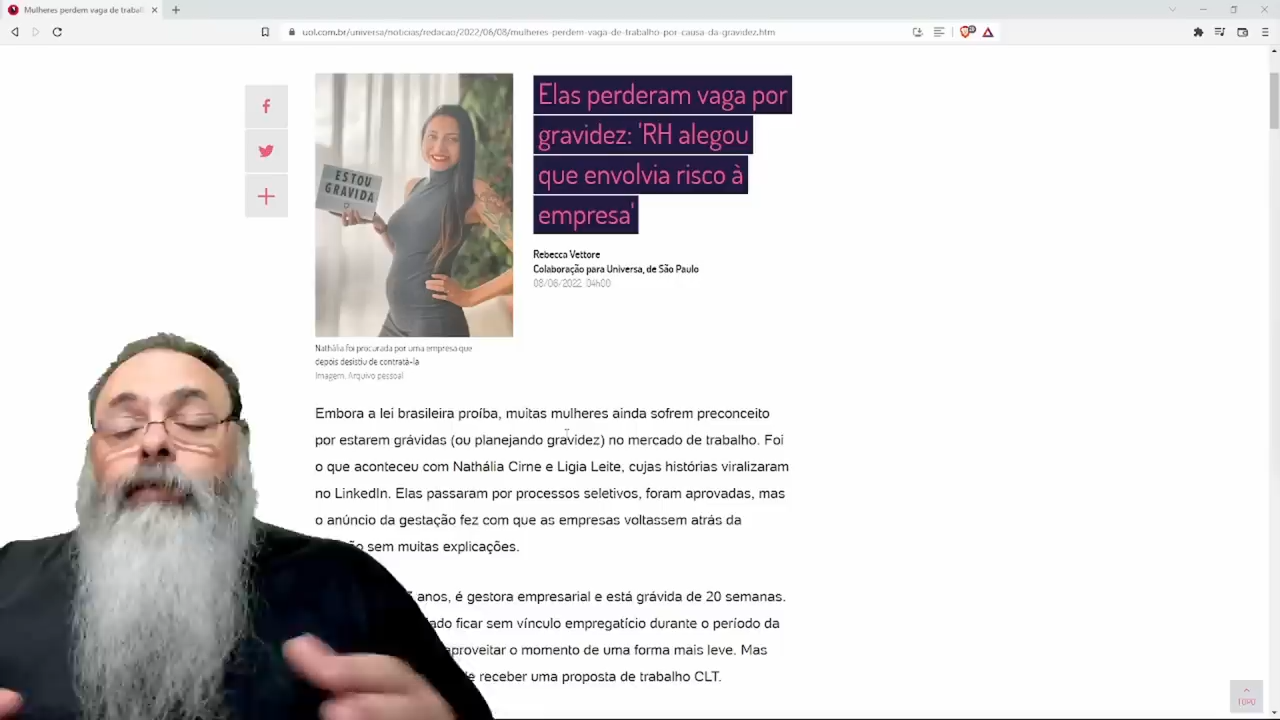 Mulheres perdem vaga de trabal
uol.com.br/universa/noticias/redacao/2022/06/08/mulheres-perdem-vaga-de-trabalho-por-causa-da-gravidez.htm
ESTOU
GRAVIDA
Elas perderam vaga por
gravidez: 'RH alegou
que envolvia risco à
empresa'
Rebecca Vettore
Colaboração para Universa, de São Paulo
08/06/2022 04h00
Nathália foi procurada por uma empresa que
depois desistiu de contratá-la
Imagem: Arquivo pessoal
Embora a lei brasileira proíba, muitas mulheres ainda sofrem preconceito
por estarem grávidas (ou planejando gravidez) no mercado de trabalho. Foi
o que aconteceu com Nathália Cirne e Ligia Leite, cujas histórias viralizaram
no LinkedIn. Elas passaram por processos seletivos, foram aprovadas, mas
o anúncio da gestação fez com que as empresas voltassem atrás da
sem muitas explicações.
anos, é gestora empresarial e está grávida de 20 semanas.
ficar sem vínculo empregatício durante o período da
aproveitar o momento de uma forma mais leve. Mas
receber uma proposta de trabalho CLT.
TOPO